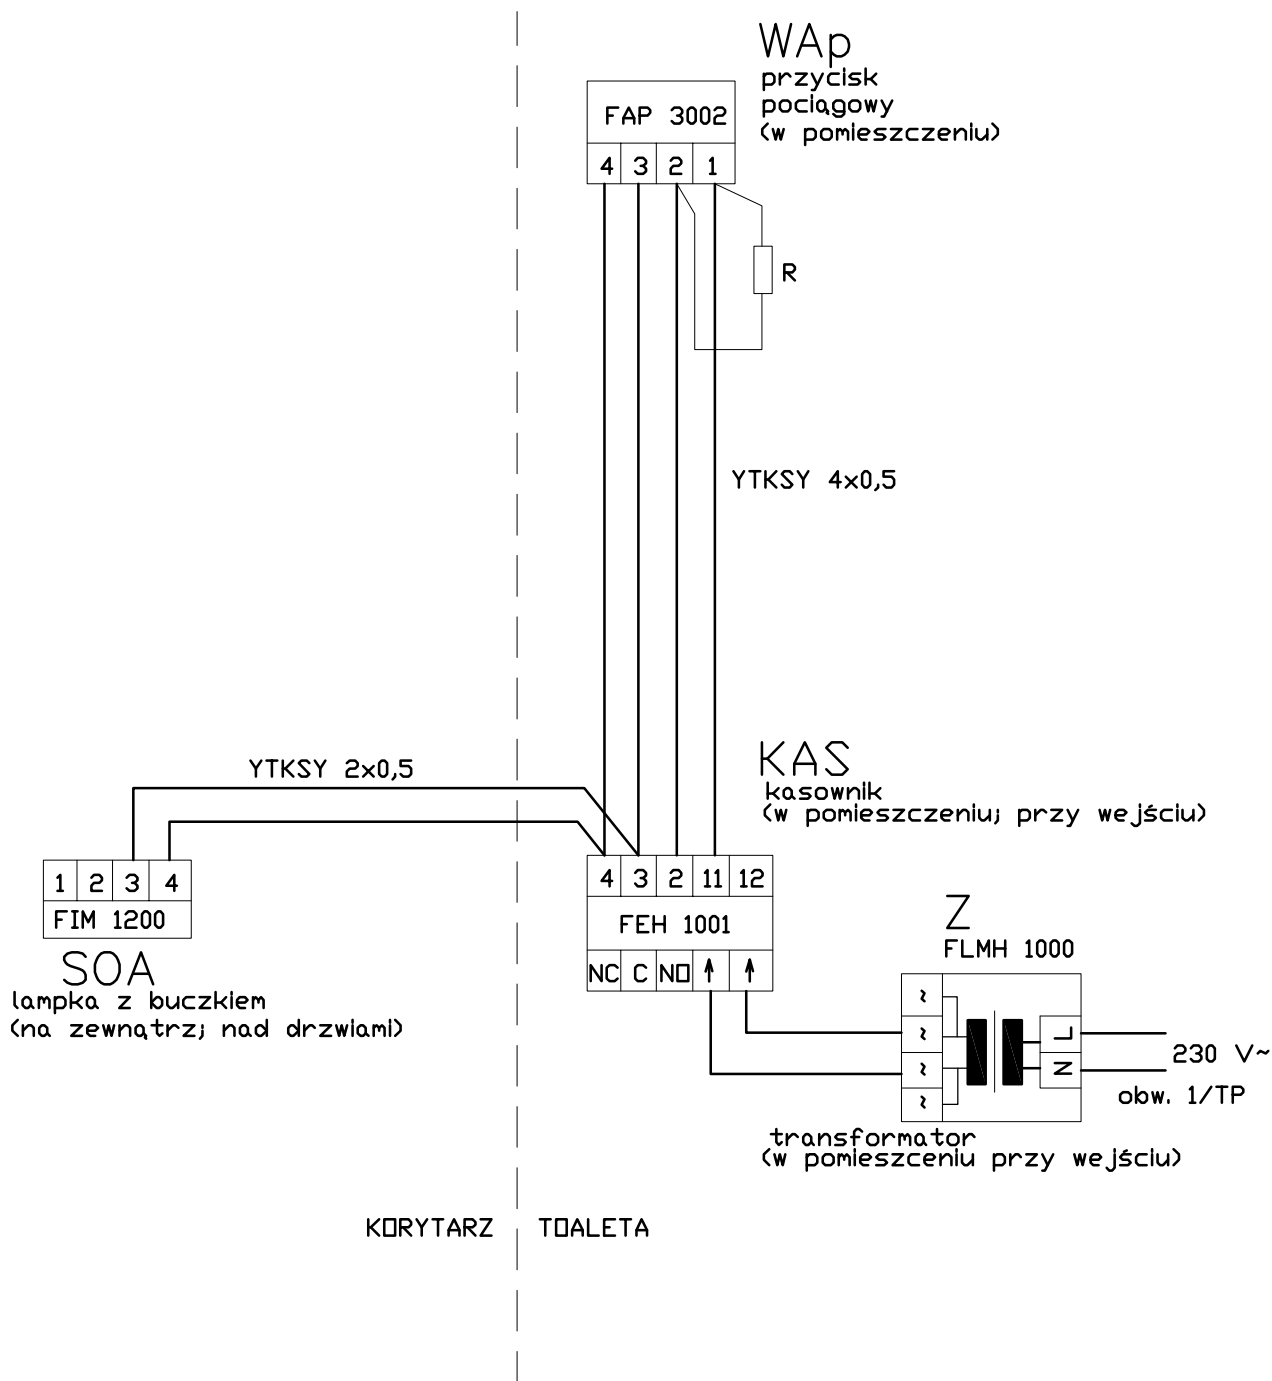 WAp
przycisk
pociągowy
(w pomieszczeniu)
FAP 3002
4 3 2 1
R
YTKSY 4x0,5
KAS
kasownik
(w pomieszczeniu; przy wejściu)
YTKSY 2x0,5
1 2 3 4
FIM 1200
SOA
lampka z buczkiem
(na zewnątrz; nad drzwiami)
4 3 2 11 12
FEH 1001
NC C NO ↑ ↑
Z
FLMH 1000
~
~
~
~
L
N
230 V~
obw. 1/TP
transformator
(w pomieszceniu przy wejściu)
KORYTARZ TOALETA